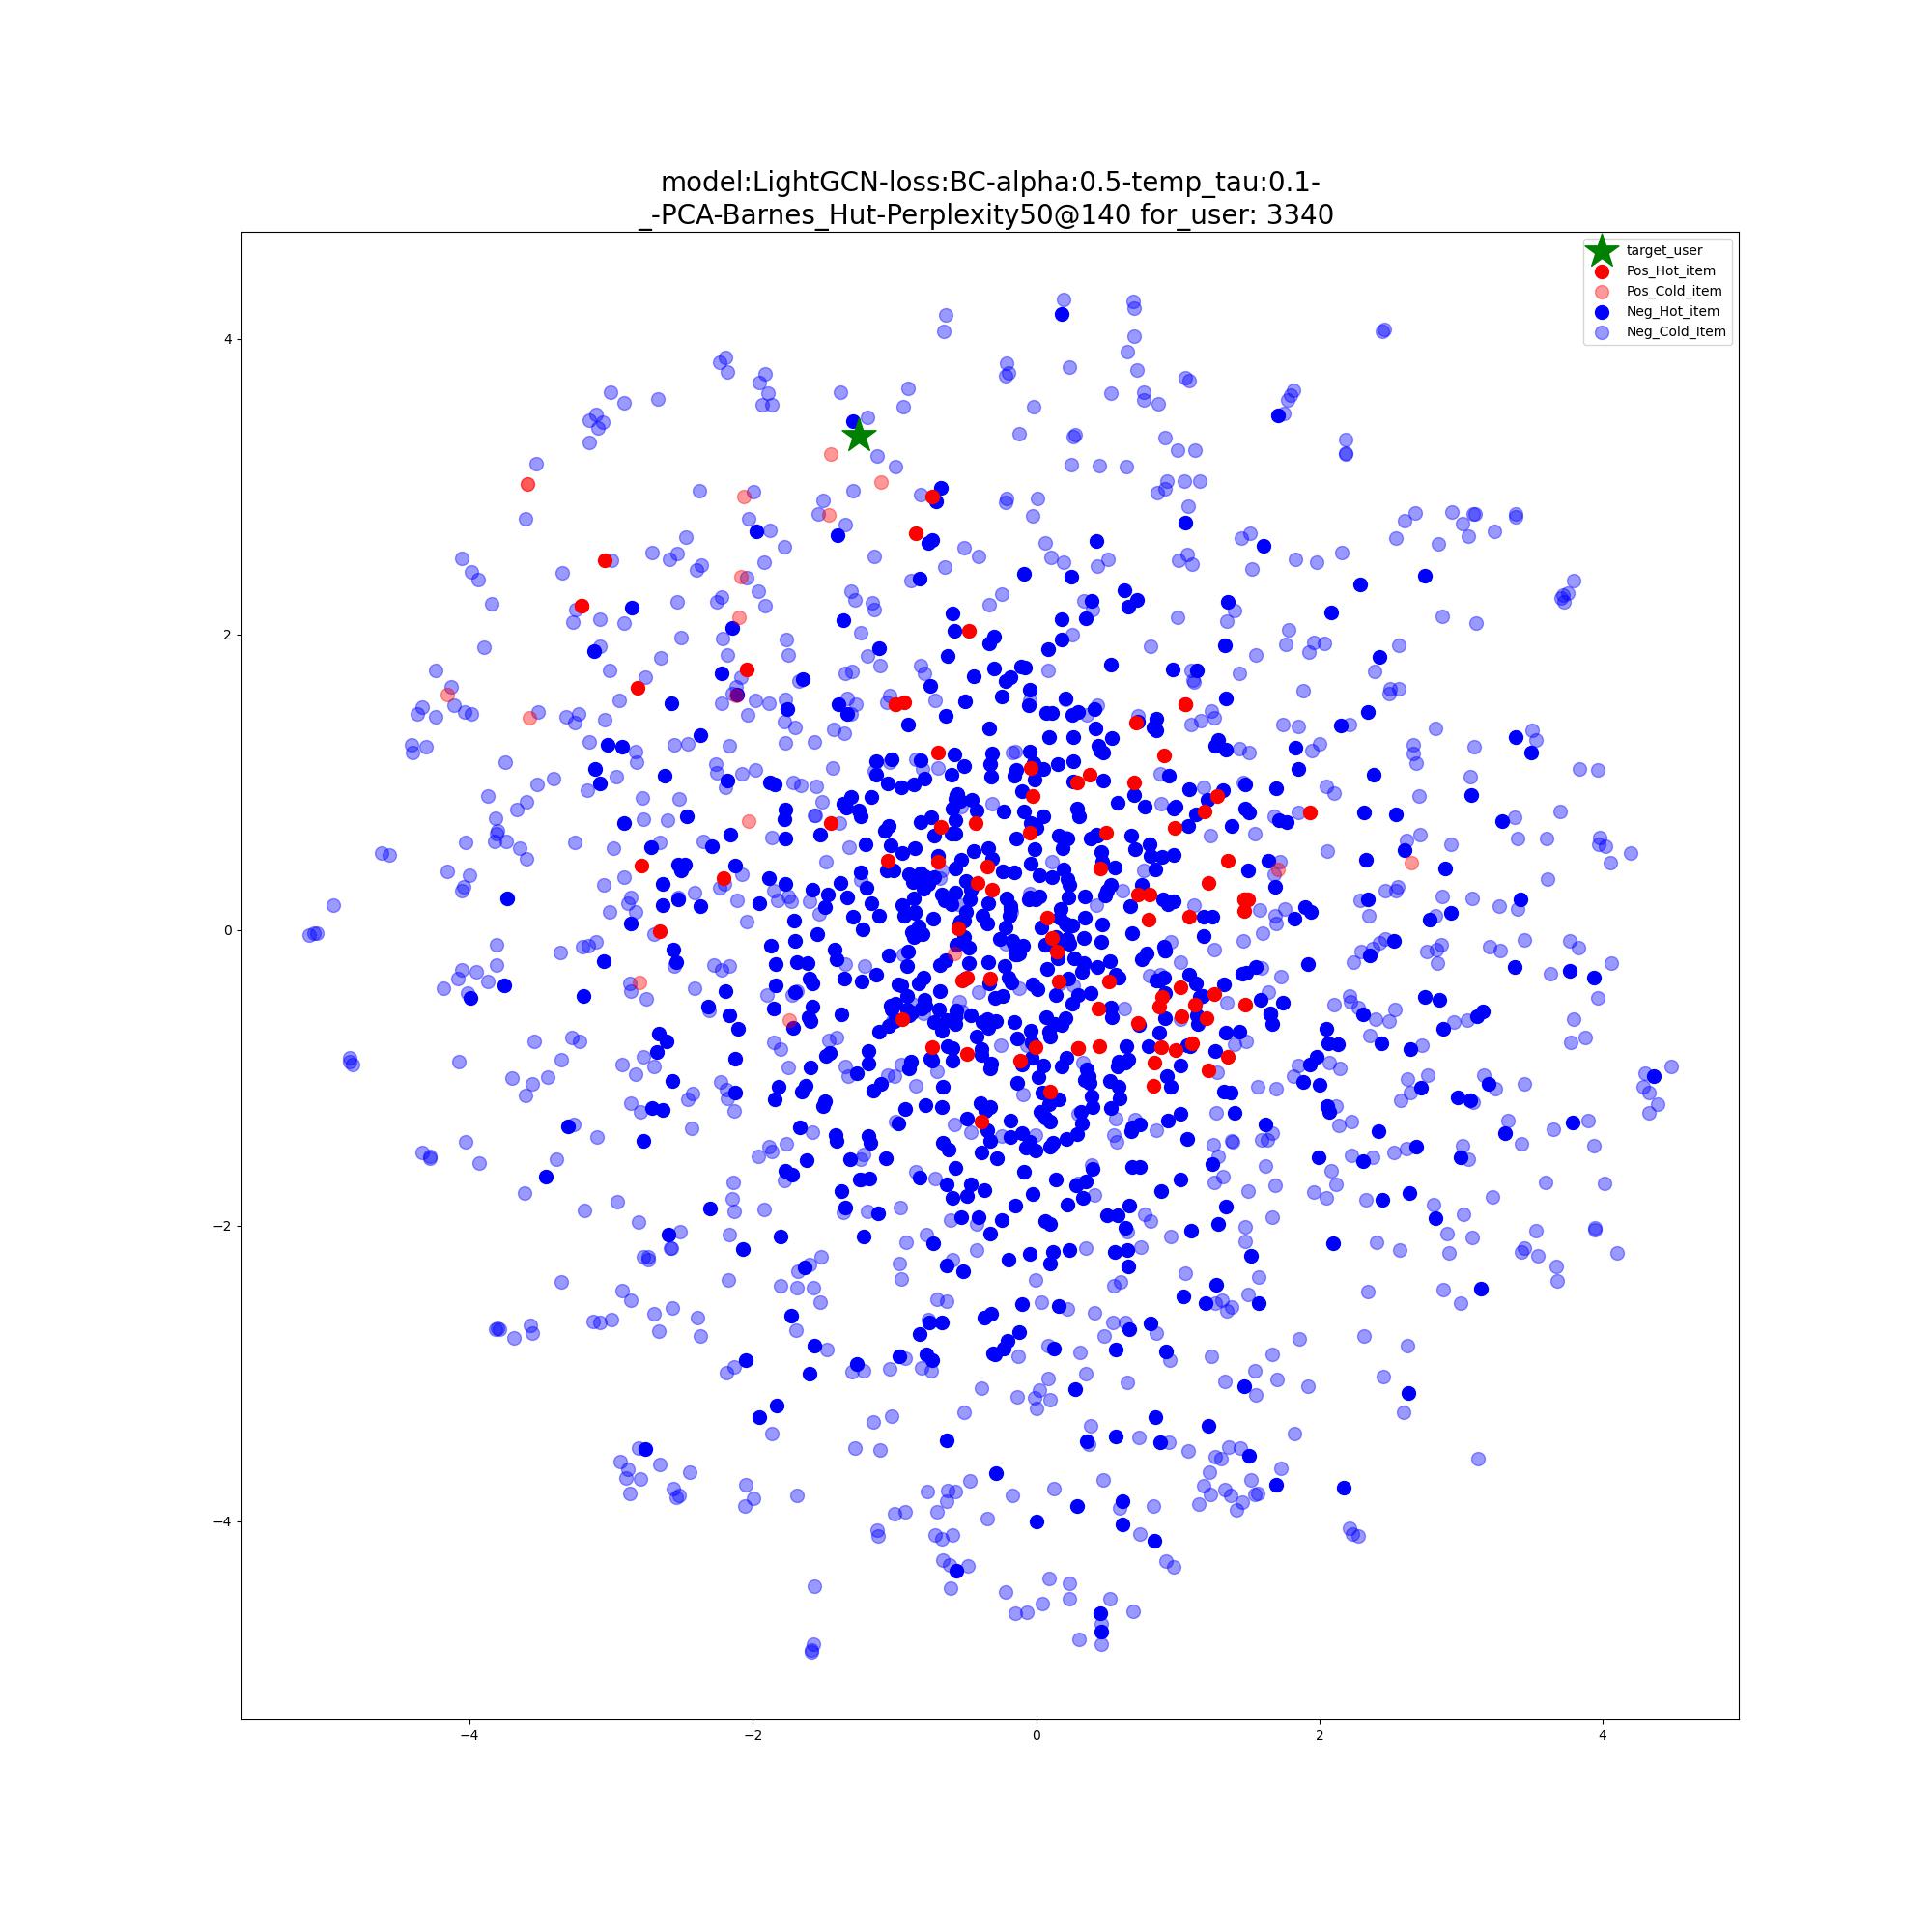 model:LightGCN-loss:BC-alpha:0.5-temp_tau:0.1-
_-PCA-Barnes_Hut-Perplexity50@140 for_user: 3340
target_user
Pos_Hot_item
Pos_Cold_item
Neg_Hot_item
Neg_Cold_Item
4
2
0
−2
−4
−4
−2
0
2
4